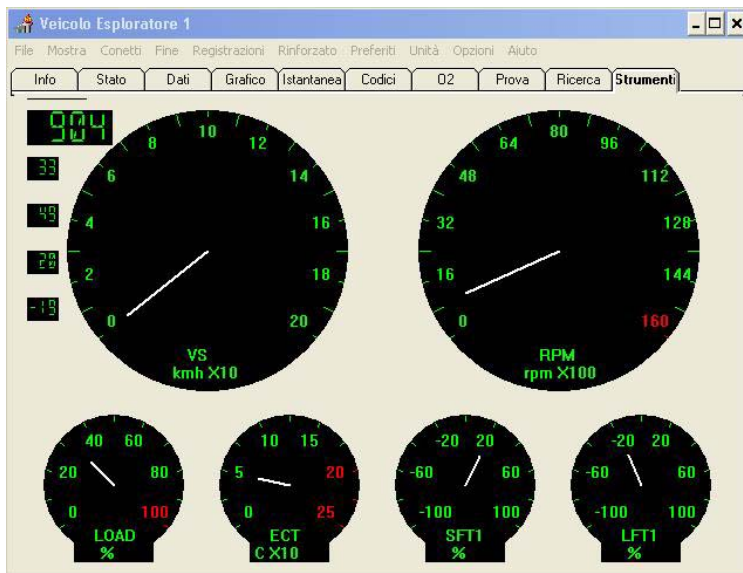 Veicolo Esploratore 1
File Mostra Conetti Fine Registrazioni Rinforzato Preferiti Unità Opzioni Aiuto
Info Stato Dati Grafico Istantanea Codici O2 Prova Ricerca Strumenti
904
33
49
20
-19
0 2 4 6 8 10 12 14 16 18 20
VS
kmh X10
0 16 32 48 64 80 96 112 128 144 160
RPM
rpm X100
0 20 40 60 80 100
LOAD
%
0 5 10 15 20 25
ECT
C X10
-100 -60 -20 20 60 100
SFT1
%
-100 -60 -20 20 60 100
LFT1
%